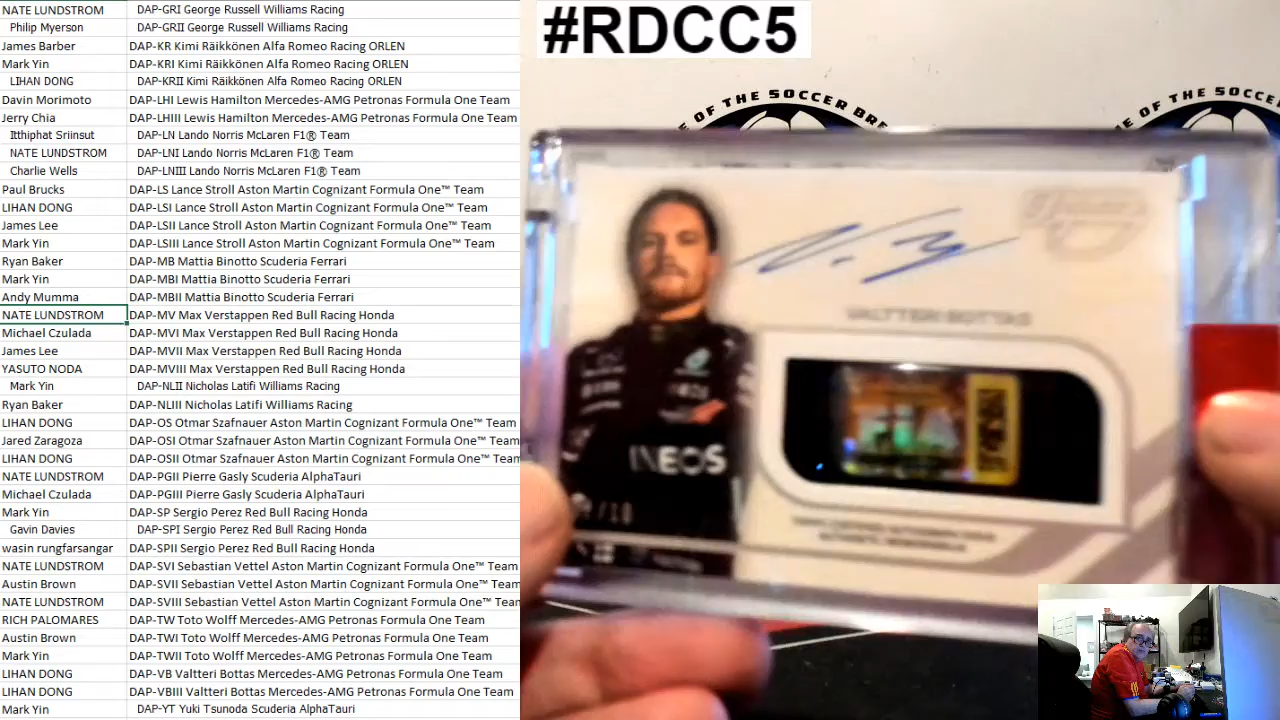 NATE LUNDSTROM DAP-GRI George Russell Williams Racing
Philip Myerson DAP-GRII George Russell Williams Racing
James Barber DAP-KR Kimi Räikkönen Alfa Romeo Racing ORLEN
Mark Yin DAP-KRI Kimi Räikkönen Alfa Romeo Racing ORLEN
LIHAN DONG DAP-KRII Kimi Räikkönen Alfa Romeo Racing ORLEN
Davin Morimoto DAP-LHI Lewis Hamilton Mercedes-AMG Petronas Formula One Team
Jerry Chia DAP-LHIII Lewis Hamilton Mercedes-AMG Petronas Formula One Team
Itthiphat Sriinsut DAP-LN Lando Norris McLaren F1® Team
NATE LUNDSTROM DAP-LNI Lando Norris McLaren F1® Team
Charlie Wells DAP-LNIII Lando Norris McLaren F1® Team
Paul Brucks DAP-LS Lance Stroll Aston Martin Cognizant Formula One™ Team
LIHAN DONG DAP-LSI Lance Stroll Aston Martin Cognizant Formula One™ Team
James Lee DAP-LSII Lance Stroll Aston Martin Cognizant Formula One™ Team
Mark Yin DAP-LSIII Lance Stroll Aston Martin Cognizant Formula One™ Team
Ryan Baker DAP-MB Mattia Binotto Scuderia Ferrari
Mark Yin DAP-MBI Mattia Binotto Scuderia Ferrari
Andy Mumma DAP-MBII Mattia Binotto Scuderia Ferrari
NATE LUNDSTROM DAP-MV Max Verstappen Red Bull Racing Honda
Michael Czulada DAP-MVI Max Verstappen Red Bull Racing Honda
James Lee DAP-MVII Max Verstappen Red Bull Racing Honda
YASUTO NODA DAP-MVIII Max Verstappen Red Bull Racing Honda
Mark Yin DAP-NLII Nicholas Latifi Williams Racing
Ryan Baker DAP-NLIII Nicholas Latifi Williams Racing
LIHAN DONG DAP-OS Otmar Szafnauer Aston Martin Cognizant Formula One™ Team
Jared Zaragoza DAP-OSI Otmar Szafnauer Aston Martin Cognizant Formula One™ Team
LIHAN DONG DAP-OSII Otmar Szafnauer Aston Martin Cognizant Formula One™ Team
NATE LUNDSTROM DAP-PGII Pierre Gasly Scuderia AlphaTauri
Michael Czulada DAP-PGIII Pierre Gasly Scuderia AlphaTauri
Mark Yin DAP-SP Sergio Perez Red Bull Racing Honda
Gavin Davies DAP-SPI Sergio Perez Red Bull Racing Honda
wasin rungfarsangar DAP-SPII Sergio Perez Red Bull Racing Honda
NATE LUNDSTROM DAP-SVI Sebastian Vettel Aston Martin Cognizant Formula One™ Team
Austin Brown DAP-SVII Sebastian Vettel Aston Martin Cognizant Formula One™ Team
NATE LUNDSTROM DAP-SVIII Sebastian Vettel Aston Martin Cognizant Formula One™ Team
RICH PALOMARES DAP-TW Toto Wolff Mercedes-AMG Petronas Formula One Team
Austin Brown DAP-TWI Toto Wolff Mercedes-AMG Petronas Formula One Team
Mark Yin DAP-TWII Toto Wolff Mercedes-AMG Petronas Formula One Team
LIHAN DONG DAP-VB Valtteri Bottas Mercedes-AMG Petronas Formula One Team
LIHAN DONG DAP-VBIII Valtteri Bottas Mercedes-AMG Petronas Formula One Team
Mark Yin DAP-YT Yuki Tsunoda Scuderia AlphaTauri
#RDCC5
OF THE SOCCER
OF THE SOC
VALTTERI BOTTAS
INEOS
TOPPS CERTIFIED AUTOGRAPH ISSUE
AUTHENTIC MEMORABILIA